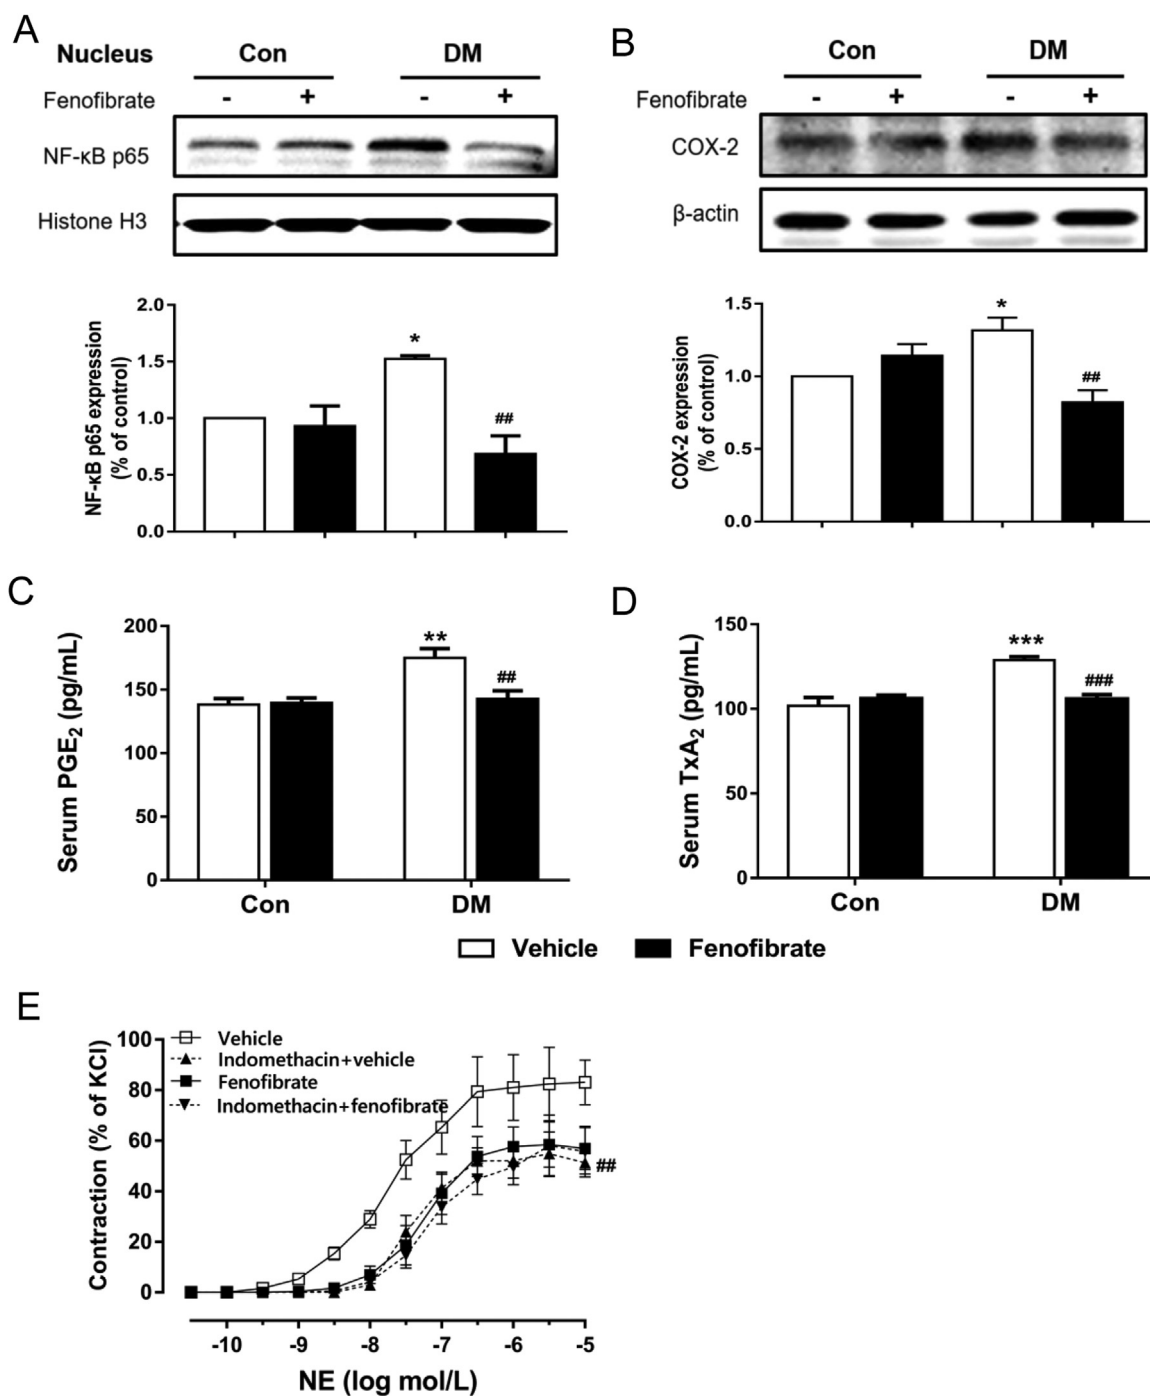 A
Nucleus Con DM
Fenofibrate - + - +
NF-κB p65
Histone H3
NF-κB p65 expression
(% of control)
2.0
1.5
1.0
0.5
0.0
*
##
B
Con DM
Fenofibrate - + - +
COX-2
β-actin
COX-2 expression
(% of control)
1.5
1.0
0.5
0.0
*
##
C
Serum PGE₂ (pg/mL)
200
150
100
50
0
**
##
Con DM
D
Serum TxA₂ (pg/mL)
150
100
50
0
***
###
Con DM
Vehicle Fenofibrate
E
Contraction (% of KCl)
100
80
60
40
20
0
Vehicle
Indomethacin+vehicle
Fenofibrate
Indomethacin+fenofibrate
##
-10 -9 -8 -7 -6 -5
NE (log mol/L)